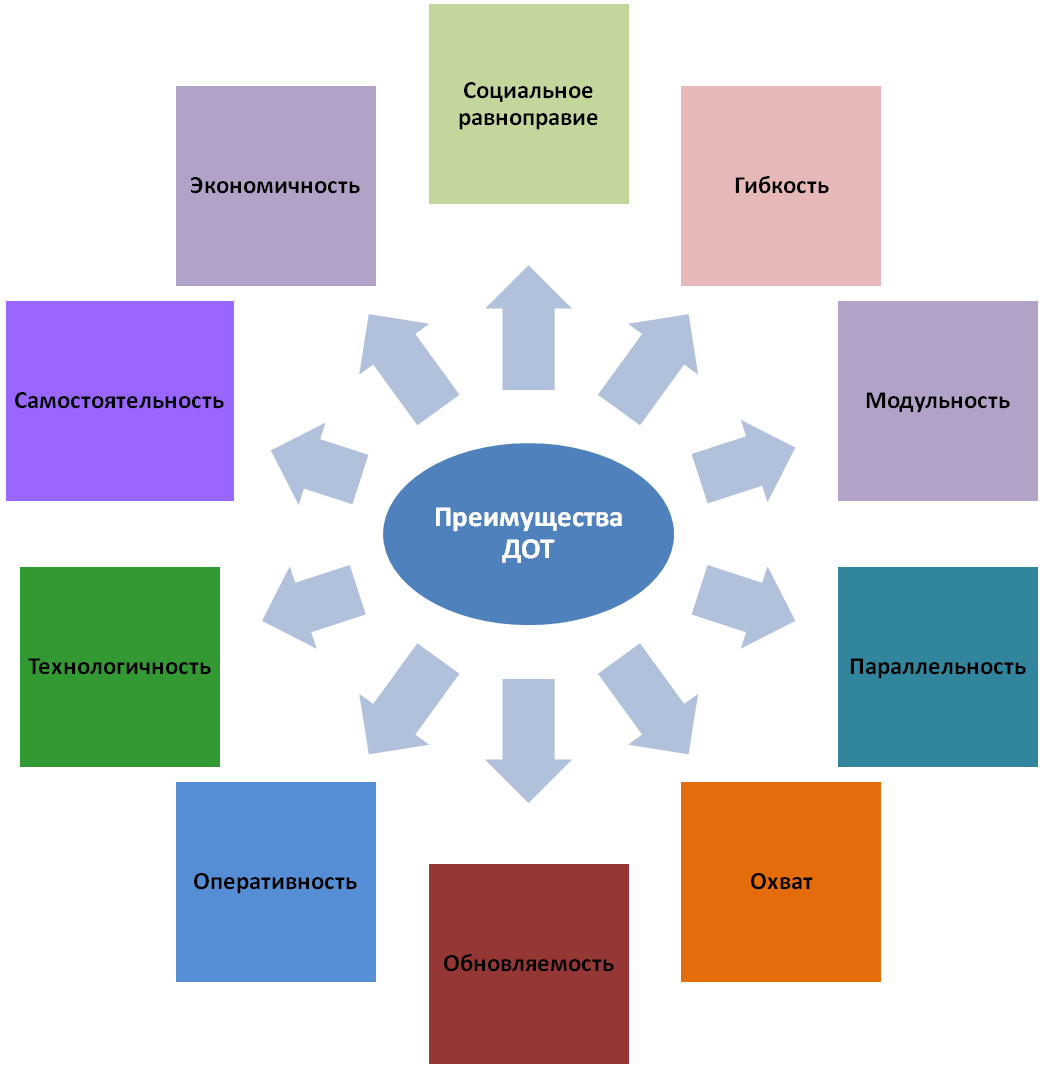 Социальное
равноправие
Экономичность
Гибкость
Самостоятельность
Модульность
Преимущества
ДОТ
Технологичность
Параллельность
Оперативность
Охват
Обновляемость